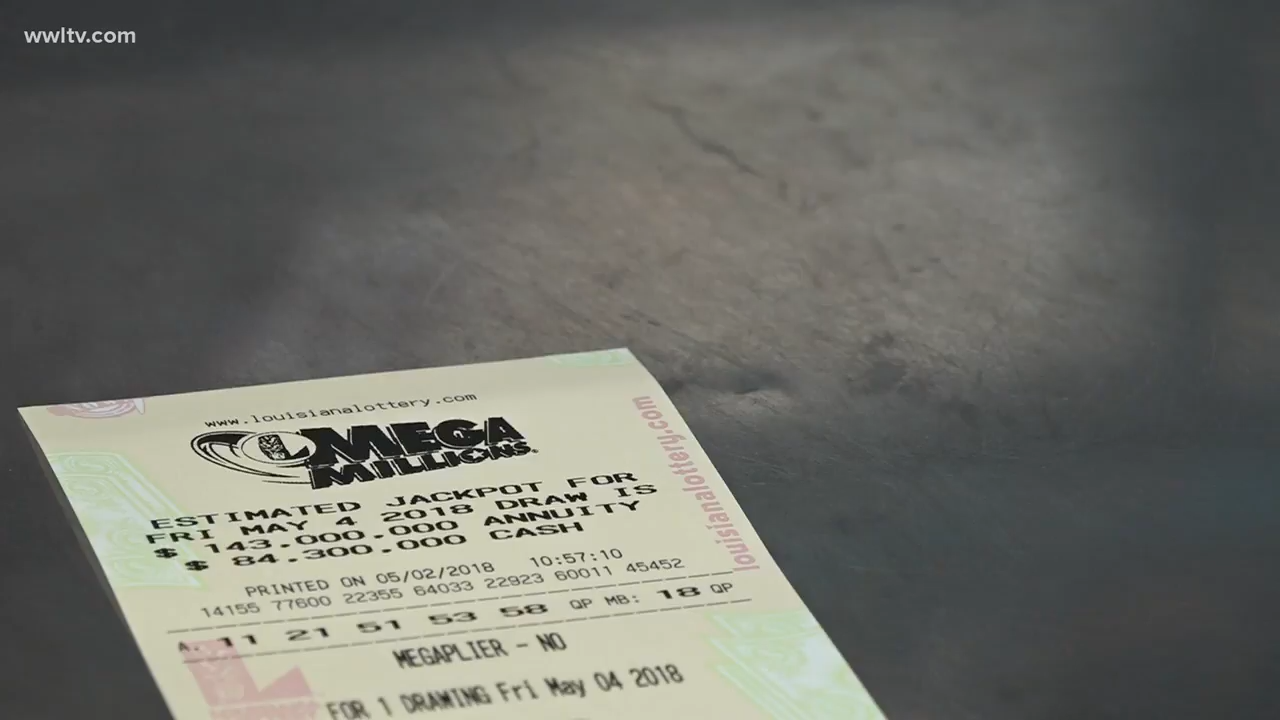 wwltv.com
www.louisianalottery.com
MEGA
MILLIONS
ESTIMATED JACKPOT FOR
FRI MAY 4 2018 DRAW IS
$ 143.000.000 ANNUITY
$ 84.300.000 CASH
PRINTED ON 05/02/2018 10:57:10
14155 77600 22355 64033 22923 60011 45452
A. 11 21 51 53 58 QP MB: 18 QP
MEGAPLIER - NO
FOR 1 DRAWING Fri May 04 2018
louisianalottery.com